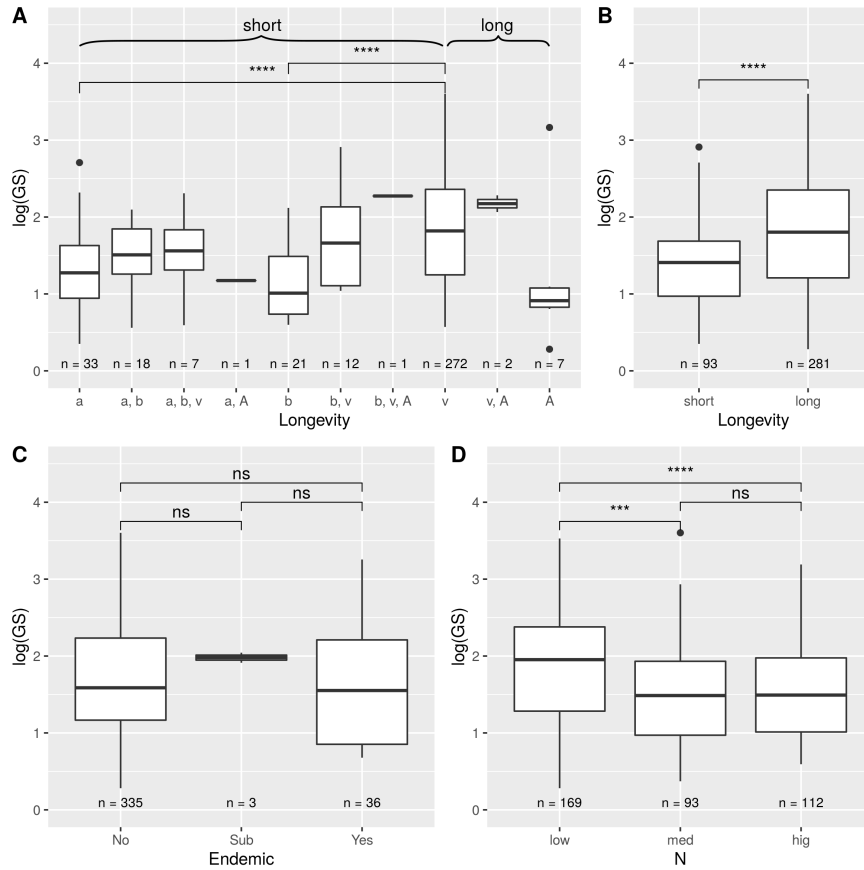 A
short
long
****
****
4
3
2
1
0
log(GS)
n = 33
n = 18
n = 7
n = 1
n = 21
n = 12
n = 1
n = 272
n = 2
n = 7
a
a, b
a, b, v
a, A
b
b, v
b, v, A
v
v, A
A
Longevity
B
****
4
3
2
1
0
log(GS)
n = 93
n = 281
short
long
Longevity
C
ns
ns
ns
4
3
2
1
0
log(GS)
n = 335
n = 3
n = 36
No
Sub
Yes
Endemic
D
****
ns
***
4
3
2
1
0
log(GS)
n = 169
n = 93
n = 112
low
med
hig
N